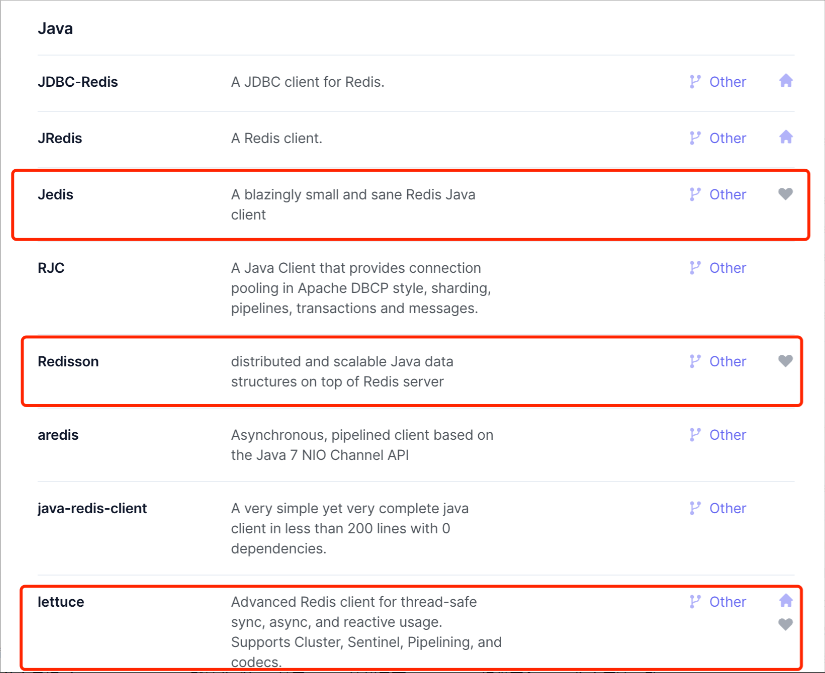 Java
JDBC-Redis A JDBC client for Redis. Other
JRedis A Redis client. Other
Jedis A blazingly small and sane Redis Java Other
client
RJC A Java Client that provides connection Other
pooling in Apache DBCP style, sharding,
pipelines, transactions and messages.
Redisson distributed and scalable Java data Other
structures on top of Redis server
aredis Asynchronous, pipelined client based on Other
the Java 7 NIO Channel API
java-redis-client A very simple yet very complete java Other
client in less than 200 lines with 0
dependencies.
lettuce Advanced Redis client for thread-safe Other
sync, async, and reactive usage.
Supports Cluster, Sentinel, Pipelining, and
codecs.